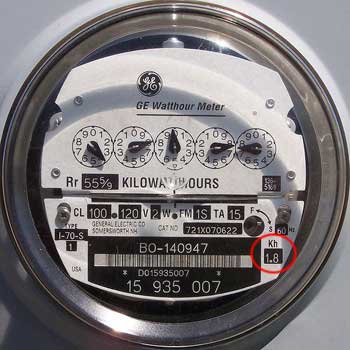 GE
GE Watthour Meter
Rr 55 5/9 KILOWATTHOURS
CL 100 120 V 2 W FM 1S TA 15
GENERAL ELECTRIC CO
SOMERSWORTH NH
CAT NO 721X070622
F S 60 HZ
TYPE
I-70-S
1
Kh
1.8
USA
BO-140947
D015935007
15 935 007